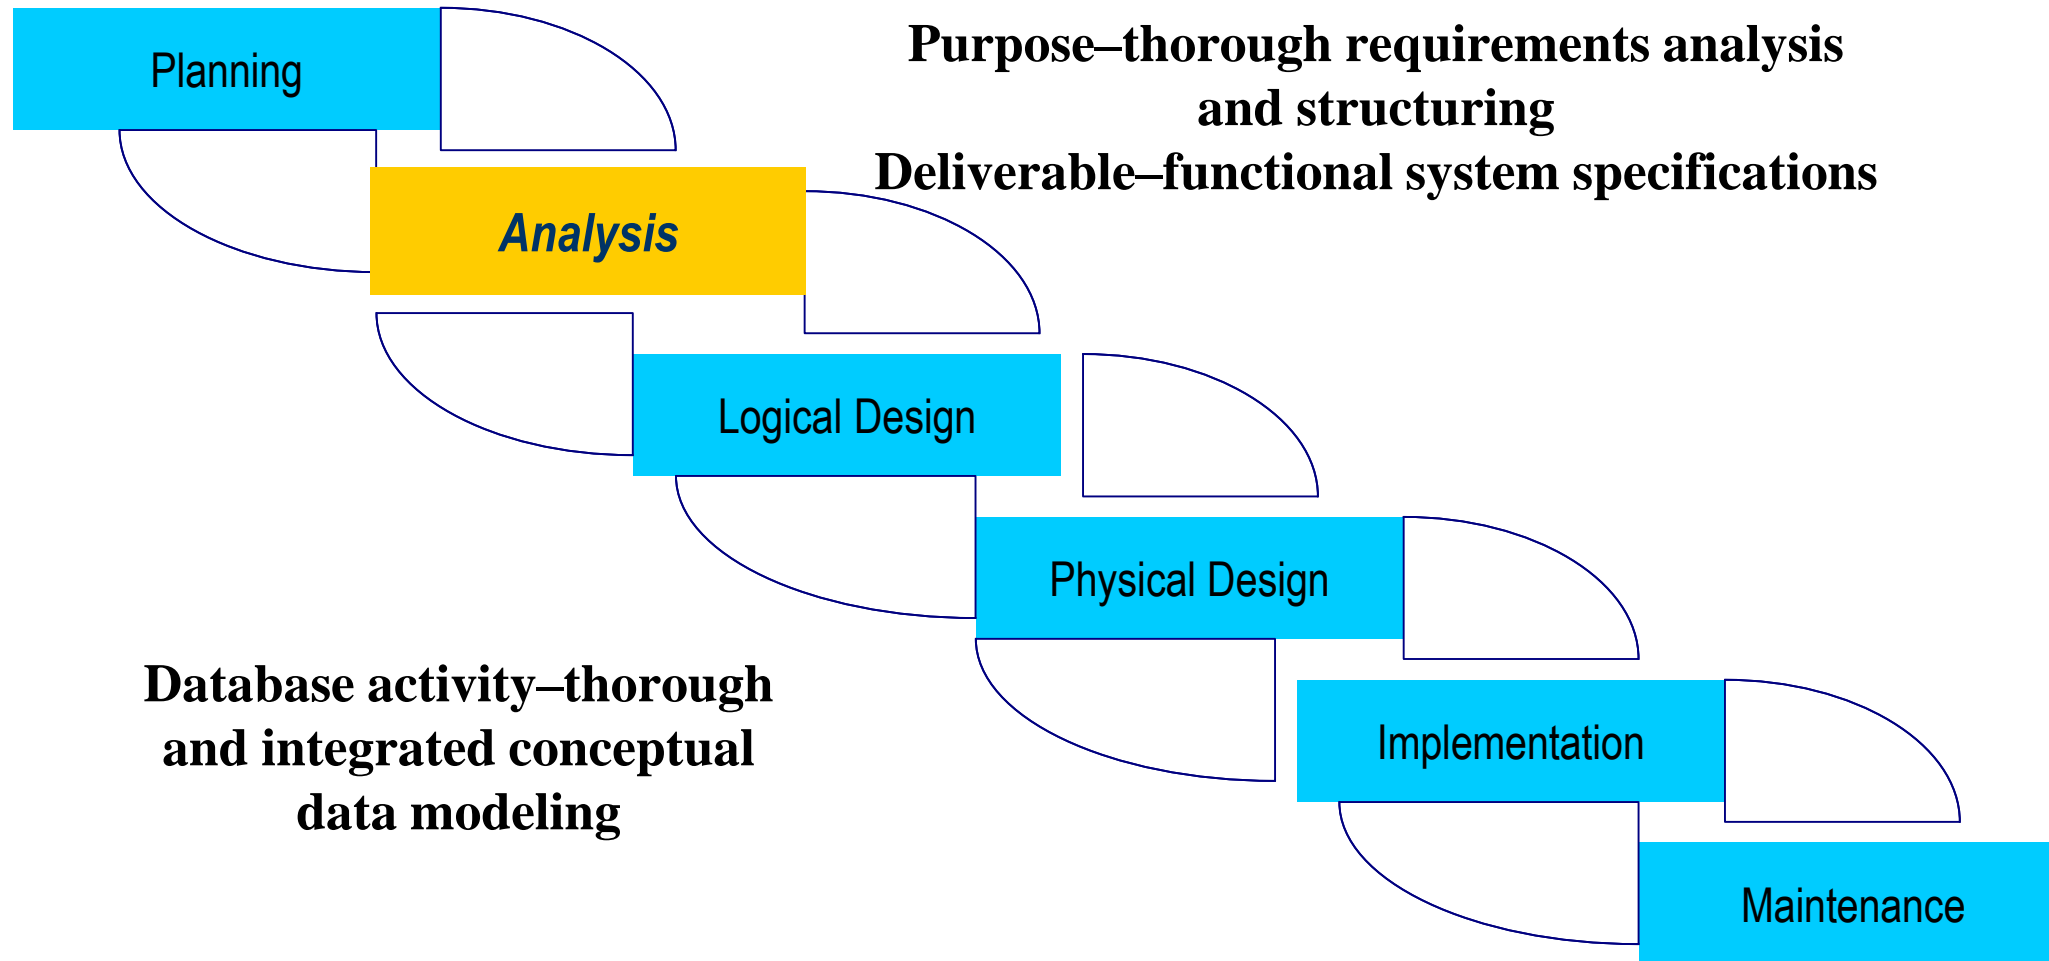 Planning
Purpose–thorough requirements analysis
and structuring
Deliverable–functional system specifications
Analysis
Logical Design
Physical Design
Database activity–thorough
and integrated conceptual
data modeling
Implementation
Maintenance